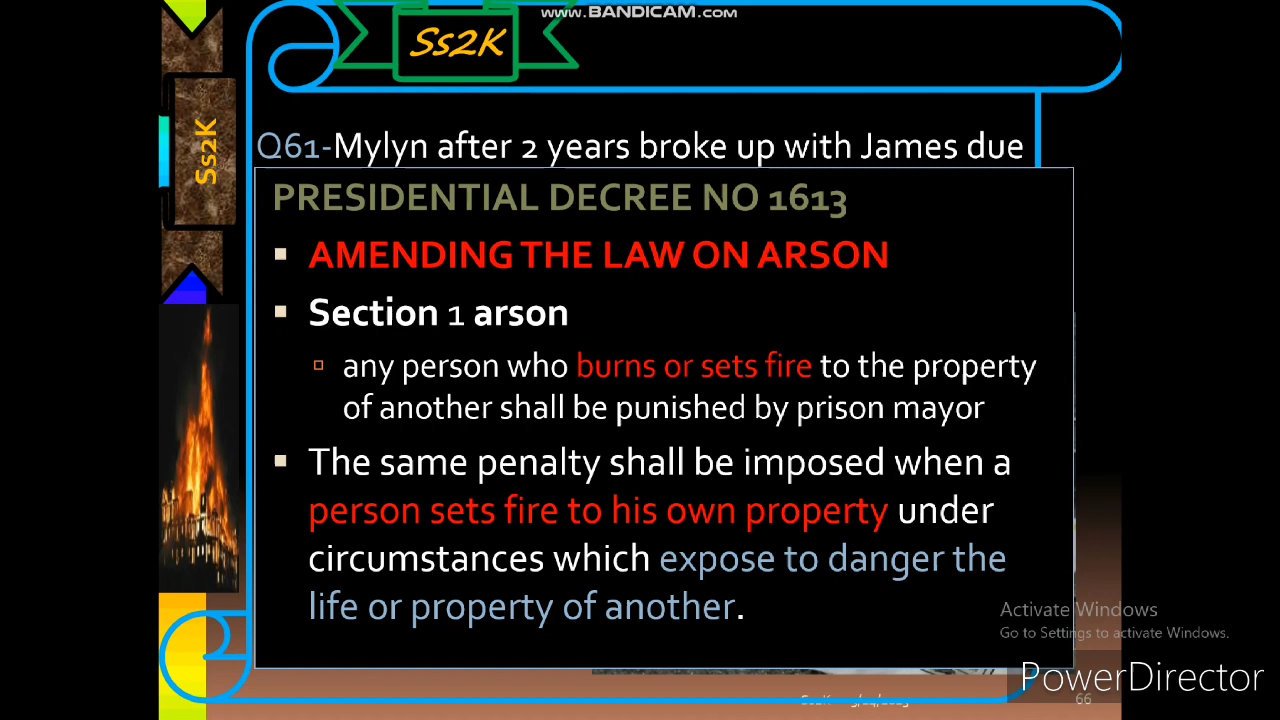 www.BANDICAM.com
Ss2K
Ss2K
Q61-Mylyn after 2 years broke up with James due
PRESIDENTIAL DECREE NO 1613
AMENDING THE LAW ON ARSON
Section 1 arson
any person who burns or sets fire to the property
of another shall be punished by prison mayor
The same penalty shall be imposed when a
person sets fire to his own property under
circumstances which expose to danger the
life or property of another.
Activate Windows
Go to Settings to activate Windows.
PowerDirector
66